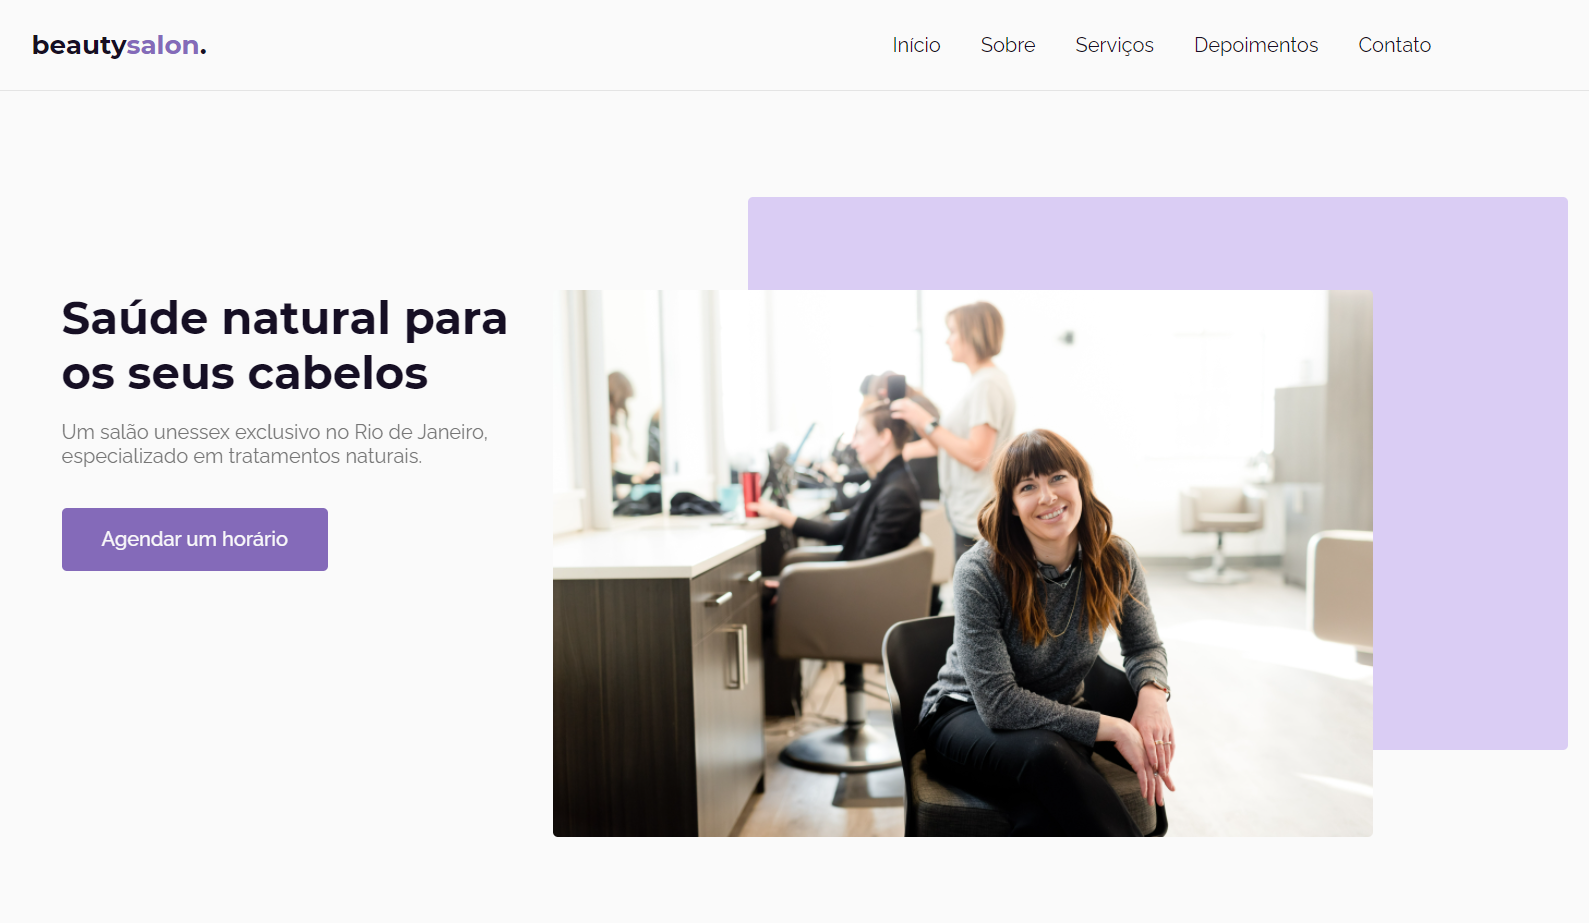 beautysalon.
Início Sobre Serviços Depoimentos Contato
Saúde natural para
os seus cabelos
Um salão unessex exclusivo no Rio de Janeiro,
especializado em tratamentos naturais.
Agendar um horário